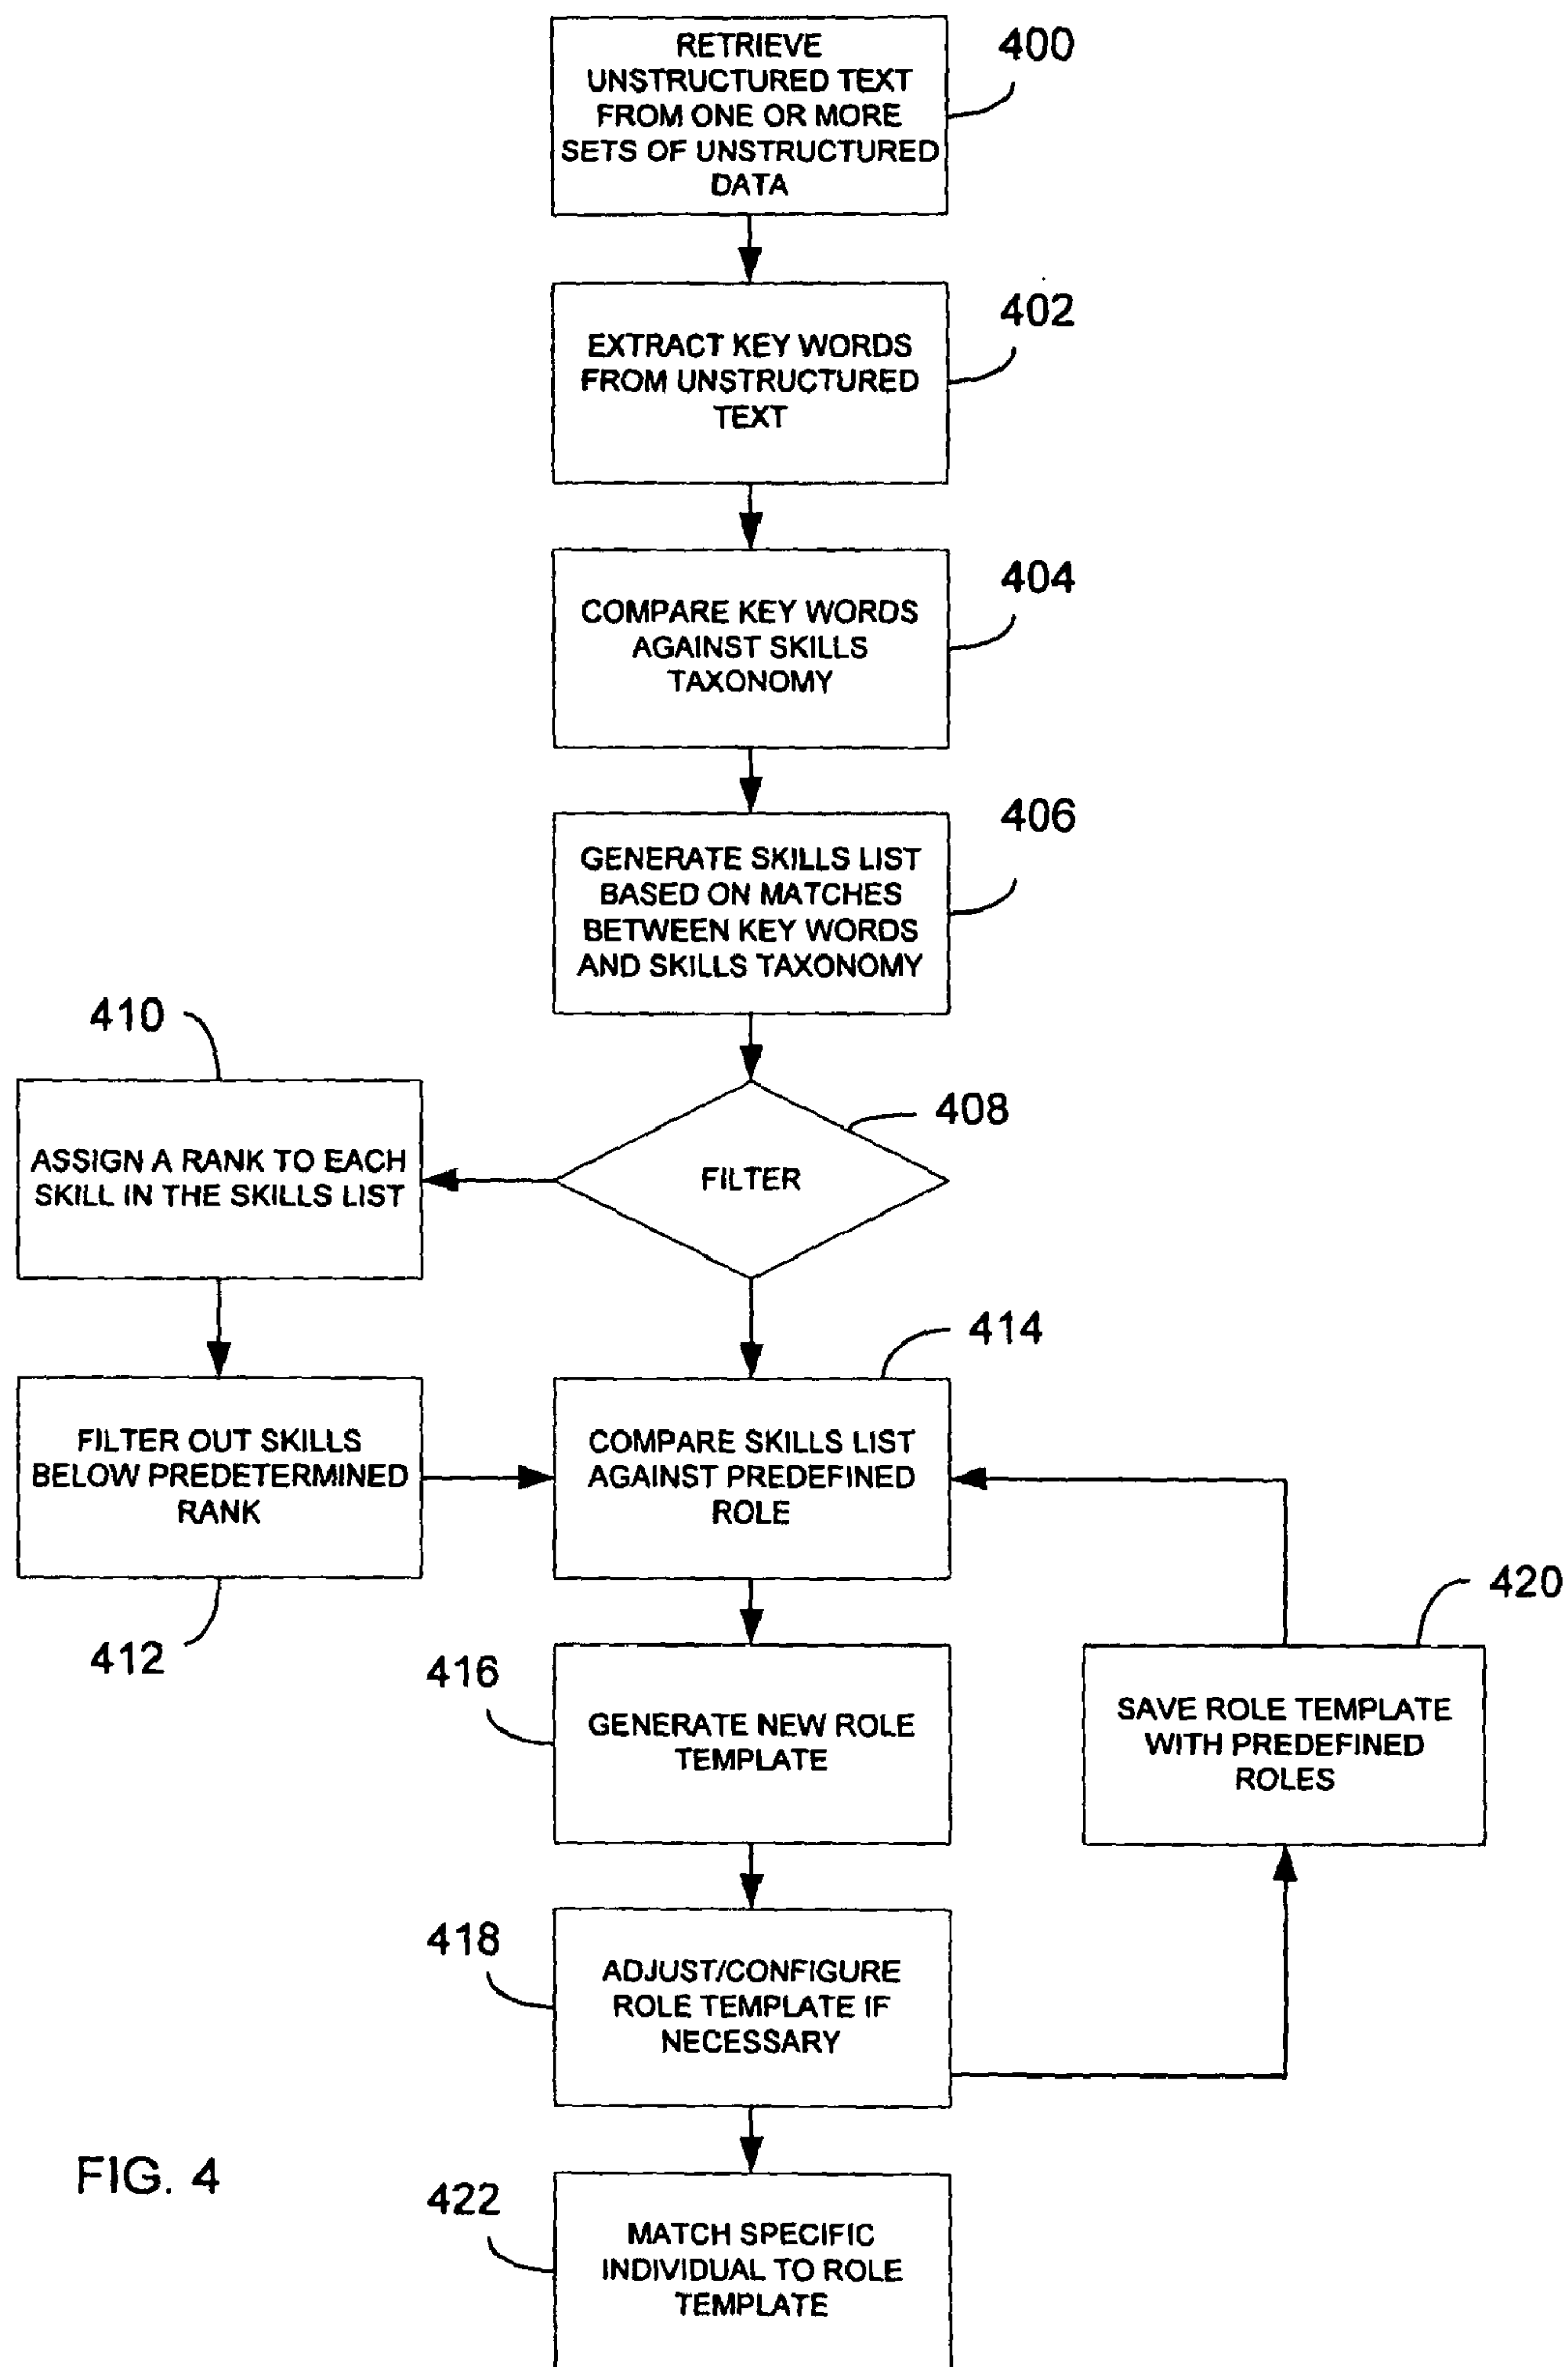 RETRIEVE
UNSTRUCTURED TEXT
FROM ONE OR MORE
SETS OF UNSTRUCTURED
DATA
400
EXTRACT KEY WORDS
FROM UNSTRUCTURED
TEXT
402
COMPARE KEY WORDS
AGAINST SKILLS
TAXONOMY
404
GENERATE SKILLS LIST
BASED ON MATCHES
BETWEEN KEY WORDS
AND SKILLS TAXONOMY
406
FILTER
408
410
ASSIGN A RANK TO EACH
SKILL IN THE SKILLS LIST
FILTER OUT SKILLS
BELOW PREDETERMINED
RANK
412
414
COMPARE SKILLS LIST
AGAINST PREDEFINED
ROLE
416
GENERATE NEW ROLE
TEMPLATE
420
SAVE ROLE TEMPLATE
WITH PREDEFINED
ROLES
418
ADJUST/CONFIGURE
ROLE TEMPLATE IF
NECESSARY
422
MATCH SPECIFIC
INDIVIDUAL TO ROLE
TEMPLATE
FIG. 4